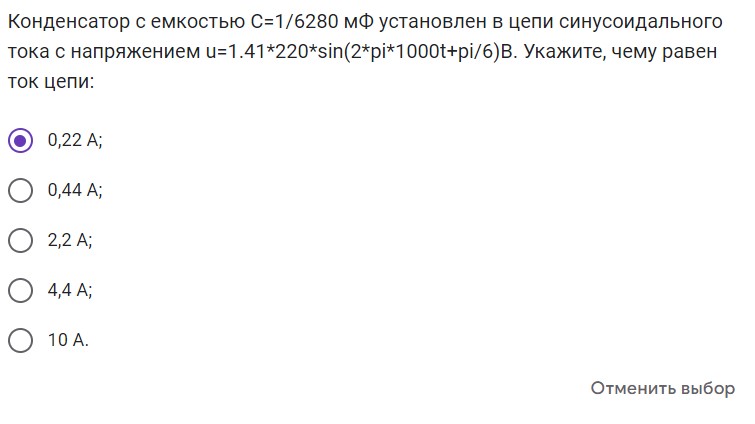 Конденсатор с емкостью C=1/6280 мФ установлен в цепи синусоидального
тока с напряжением u=1.41*220*sin(2*pi*1000t+pi/6)В. Укажите, чему равен
ток цепи:
0,22 А;
0,44 А;
2,2 А;
4,4 А;
10 А.
Отменить выбор